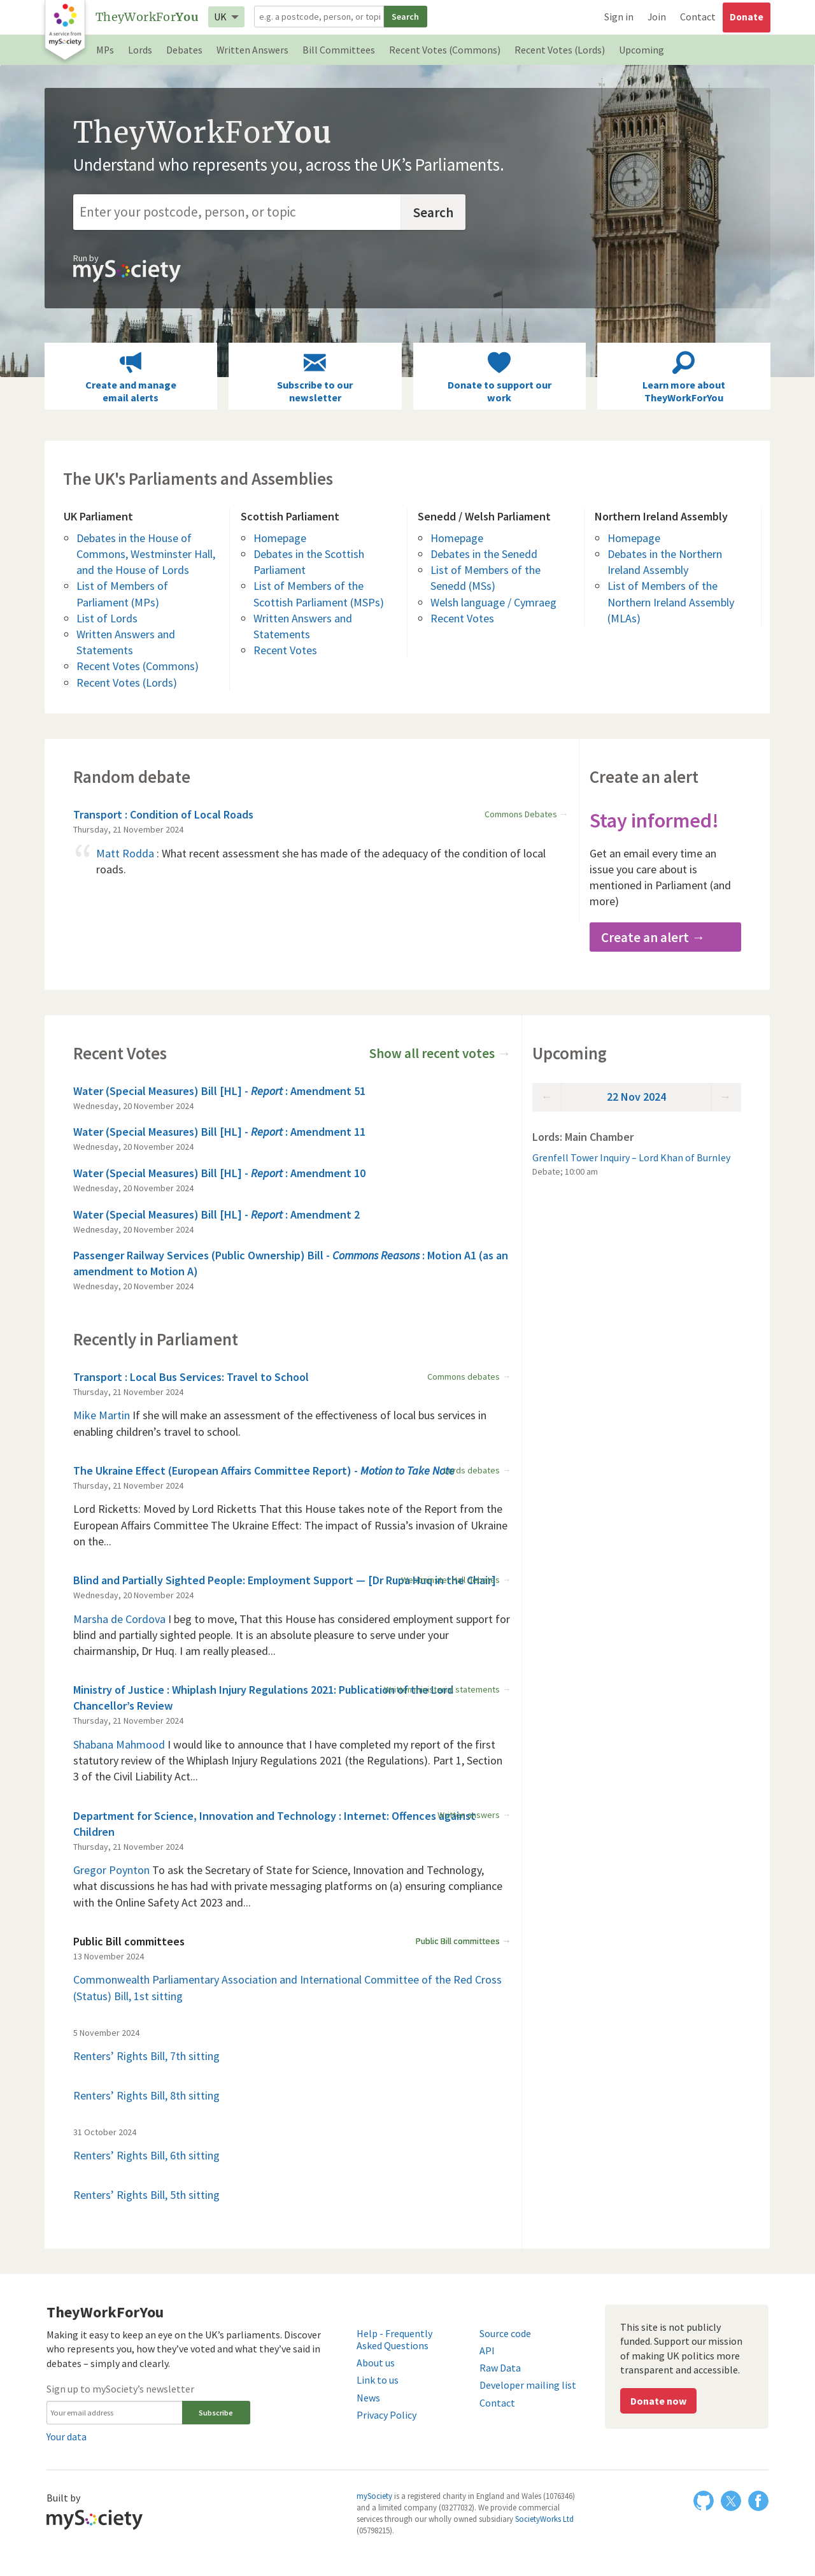 A service from
mySociety
TheyWorkForYou
UK
e.g. a postcode, person, or topi
Search
Sign in
Join
Contact
Donate
MPs
Lords
Debates
Written Answers
Bill Committees
Recent Votes (Commons)
Recent Votes (Lords)
Upcoming
TheyWorkForYou
Understand who represents you, across the UK’s Parliaments.
Enter your postcode, person, or topic
Search
Run by
mySociety
Create and manage
email alerts
Subscribe to our
newsletter
Donate to support our
work
Learn more about
TheyWorkForYou
The UK's Parliaments and Assemblies
UK Parliament
Debates in the House of
Commons, Westminster Hall,
and the House of Lords
List of Members of
Parliament (MPs)
List of Lords
Written Answers and
Statements
Recent Votes (Commons)
Recent Votes (Lords)
Scottish Parliament
Homepage
Debates in the Scottish
Parliament
List of Members of the
Scottish Parliament (MSPs)
Written Answers and
Statements
Recent Votes
Senedd / Welsh Parliament
Homepage
Debates in the Senedd
List of Members of the
Senedd (MSs)
Welsh language / Cymraeg
Recent Votes
Northern Ireland Assembly
Homepage
Debates in the Northern
Ireland Assembly
List of Members of the
Northern Ireland Assembly
(MLAs)
Random debate
Transport : Condition of Local Roads
Commons Debates →
Thursday, 21 November 2024
“ Matt Rodda : What recent assessment she has made of the adequacy of the condition of local
roads.
Create an alert
Stay informed!
Get an email every time an
issue you care about is
mentioned in Parliament (and
more)
Create an alert →
Recent Votes
Show all recent votes →
Water (Special Measures) Bill [HL] - Report : Amendment 51
Wednesday, 20 November 2024
Water (Special Measures) Bill [HL] - Report : Amendment 11
Wednesday, 20 November 2024
Water (Special Measures) Bill [HL] - Report : Amendment 10
Wednesday, 20 November 2024
Water (Special Measures) Bill [HL] - Report : Amendment 2
Wednesday, 20 November 2024
Passenger Railway Services (Public Ownership) Bill - Commons Reasons : Motion A1 (as an
amendment to Motion A)
Wednesday, 20 November 2024
Upcoming
← 22 Nov 2024 →
Lords: Main Chamber
Grenfell Tower Inquiry – Lord Khan of Burnley
Debate; 10:00 am
Recently in Parliament
Transport : Local Bus Services: Travel to School
Commons debates →
Thursday, 21 November 2024
Mike Martin If she will make an assessment of the effectiveness of local bus services in
enabling children’s travel to school.
The Ukraine Effect (European Affairs Committee Report) - Motion to Take Note
Lords debates →
Thursday, 21 November 2024
Lord Ricketts: Moved by Lord Ricketts That this House takes note of the Report from the
European Affairs Committee The Ukraine Effect: The impact of Russia’s invasion of Ukraine
on the...
Blind and Partially Sighted People: Employment Support — [Dr Rupa Huq in the Chair]
Westminster Hall debates →
Wednesday, 20 November 2024
Marsha de Cordova I beg to move, That this House has considered employment support for
blind and partially sighted people. It is an absolute pleasure to serve under your
chairmanship, Dr Huq. I am really pleased...
Ministry of Justice : Whiplash Injury Regulations 2021: Publication of the Lord
Chancellor’s Review
Written ministerial statements →
Thursday, 21 November 2024
Shabana Mahmood I would like to announce that I have completed my report of the first
statutory review of the Whiplash Injury Regulations 2021 (the Regulations). Part 1, Section
3 of the Civil Liability Act...
Department for Science, Innovation and Technology : Internet: Offences against
Children
Written answers →
Thursday, 21 November 2024
Gregor Poynton To ask the Secretary of State for Science, Innovation and Technology,
what discussions he has had with private messaging platforms on (a) ensuring compliance
with the Online Safety Act 2023 and...
Public Bill committees
Public Bill committees →
13 November 2024
Commonwealth Parliamentary Association and International Committee of the Red Cross
(Status) Bill, 1st sitting
5 November 2024
Renters’ Rights Bill, 7th sitting
Renters’ Rights Bill, 8th sitting
31 October 2024
Renters’ Rights Bill, 6th sitting
Renters’ Rights Bill, 5th sitting
TheyWorkForYou
Making it easy to keep an eye on the UK’s parliaments. Discover
who represents you, how they’ve voted and what they’ve said in
debates – simply and clearly.
Sign up to mySociety’s newsletter
Your email address
Subscribe
Your data
Help - Frequently
Asked Questions
About us
Link to us
News
Privacy Policy
Source code
API
Raw Data
Developer mailing list
Contact
This site is not publicly
funded. Support our mission
of making UK politics more
transparent and accessible.
Donate now
Built by
mySociety
mySociety is a registered charity in England and Wales (1076346)
and a limited company (03277032). We provide commercial
services through our wholly owned subsidiary SocietyWorks Ltd
(05798215).